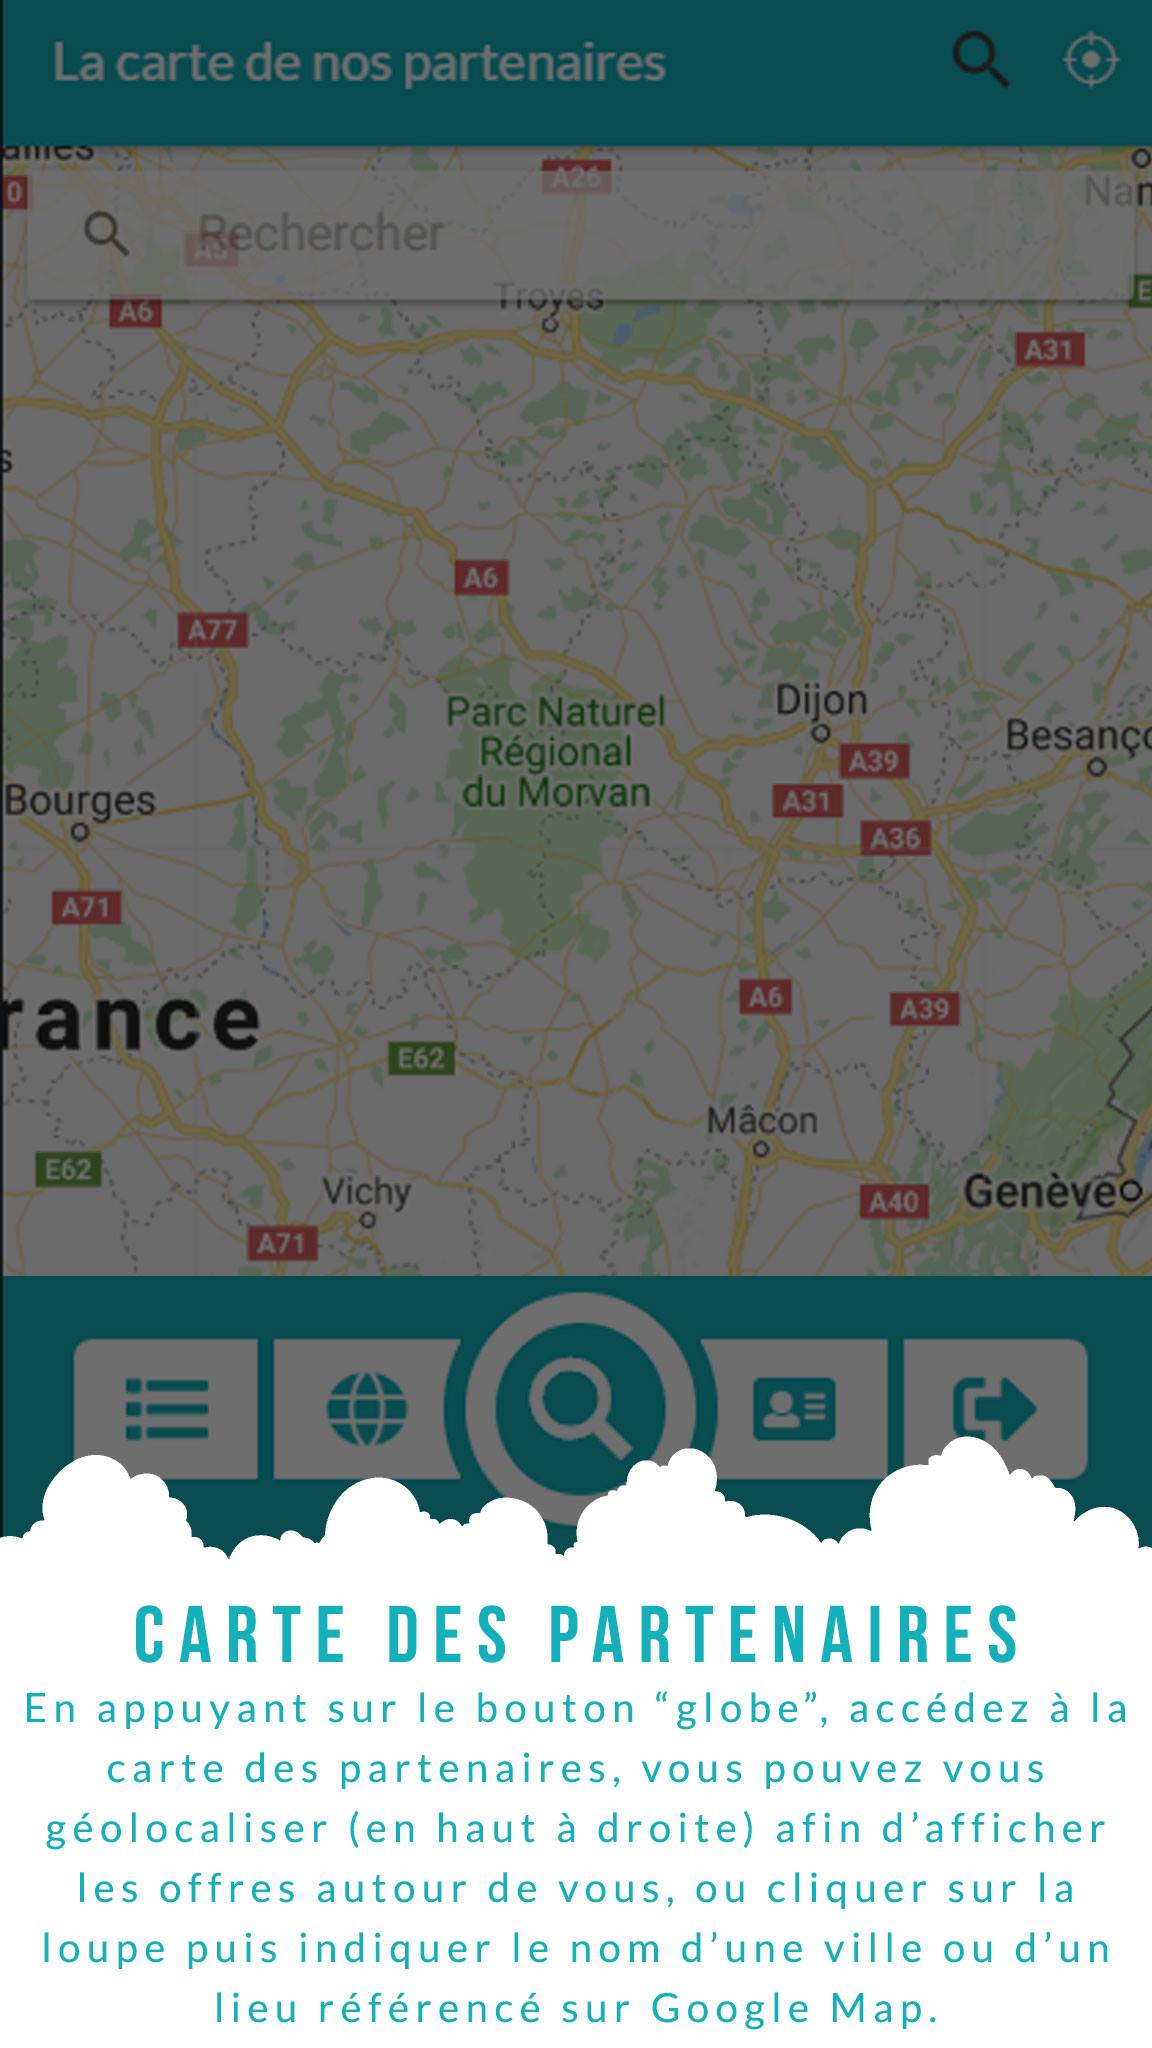 La carte de nos partenaires
A26
Rechercher
A5
Troyes
A6
A31
A6
A77
Parc Naturel
Régional
du Morvan
Dijon
Besanço
A39
Bourges
A31
A36
A71
A6
A39
rance
E62
Mâcon
E62
Vichy
A40
Genève
A71
CARTE DES PARTENAIRES
En appuyant sur le bouton “globe”, accédez à la
carte des partenaires, vous pouvez vous
géolocaliser (en haut à droite) afin d’afficher
les offres autour de vous, ou cliquer sur la
loupe puis indiquer le nom d’une ville ou d’un
lieu référencé sur Google Map.